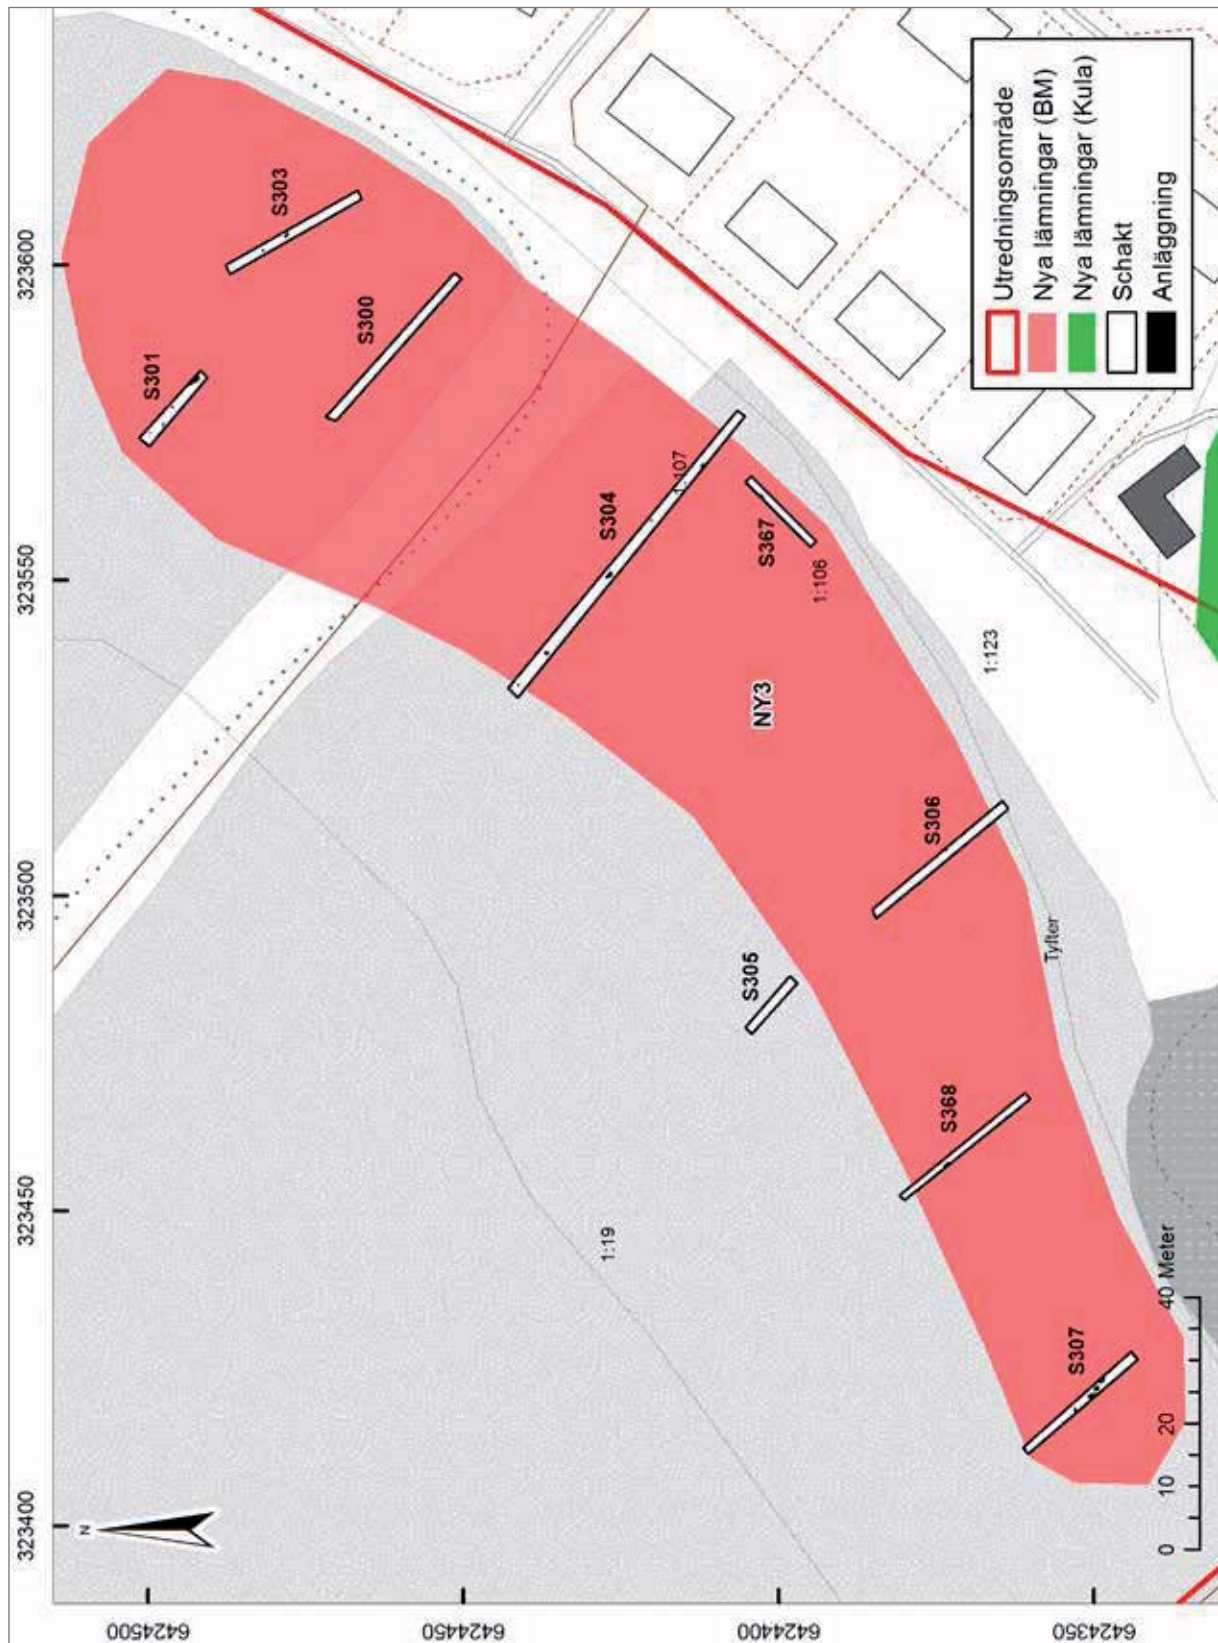 323400
323450
323500
323550
323600
6424500
6424450
6424400
6424350
N
S301
S303
S300
S304
1:107
S367
1:106
NY3
1:123
S305
S306
Tyfter
S368
1:19
S307
0 10 20 40 Meter
Utredningsområde
Nya lämningar (BM)
Nya lämningar (Kula)
Schakt
Anläggning